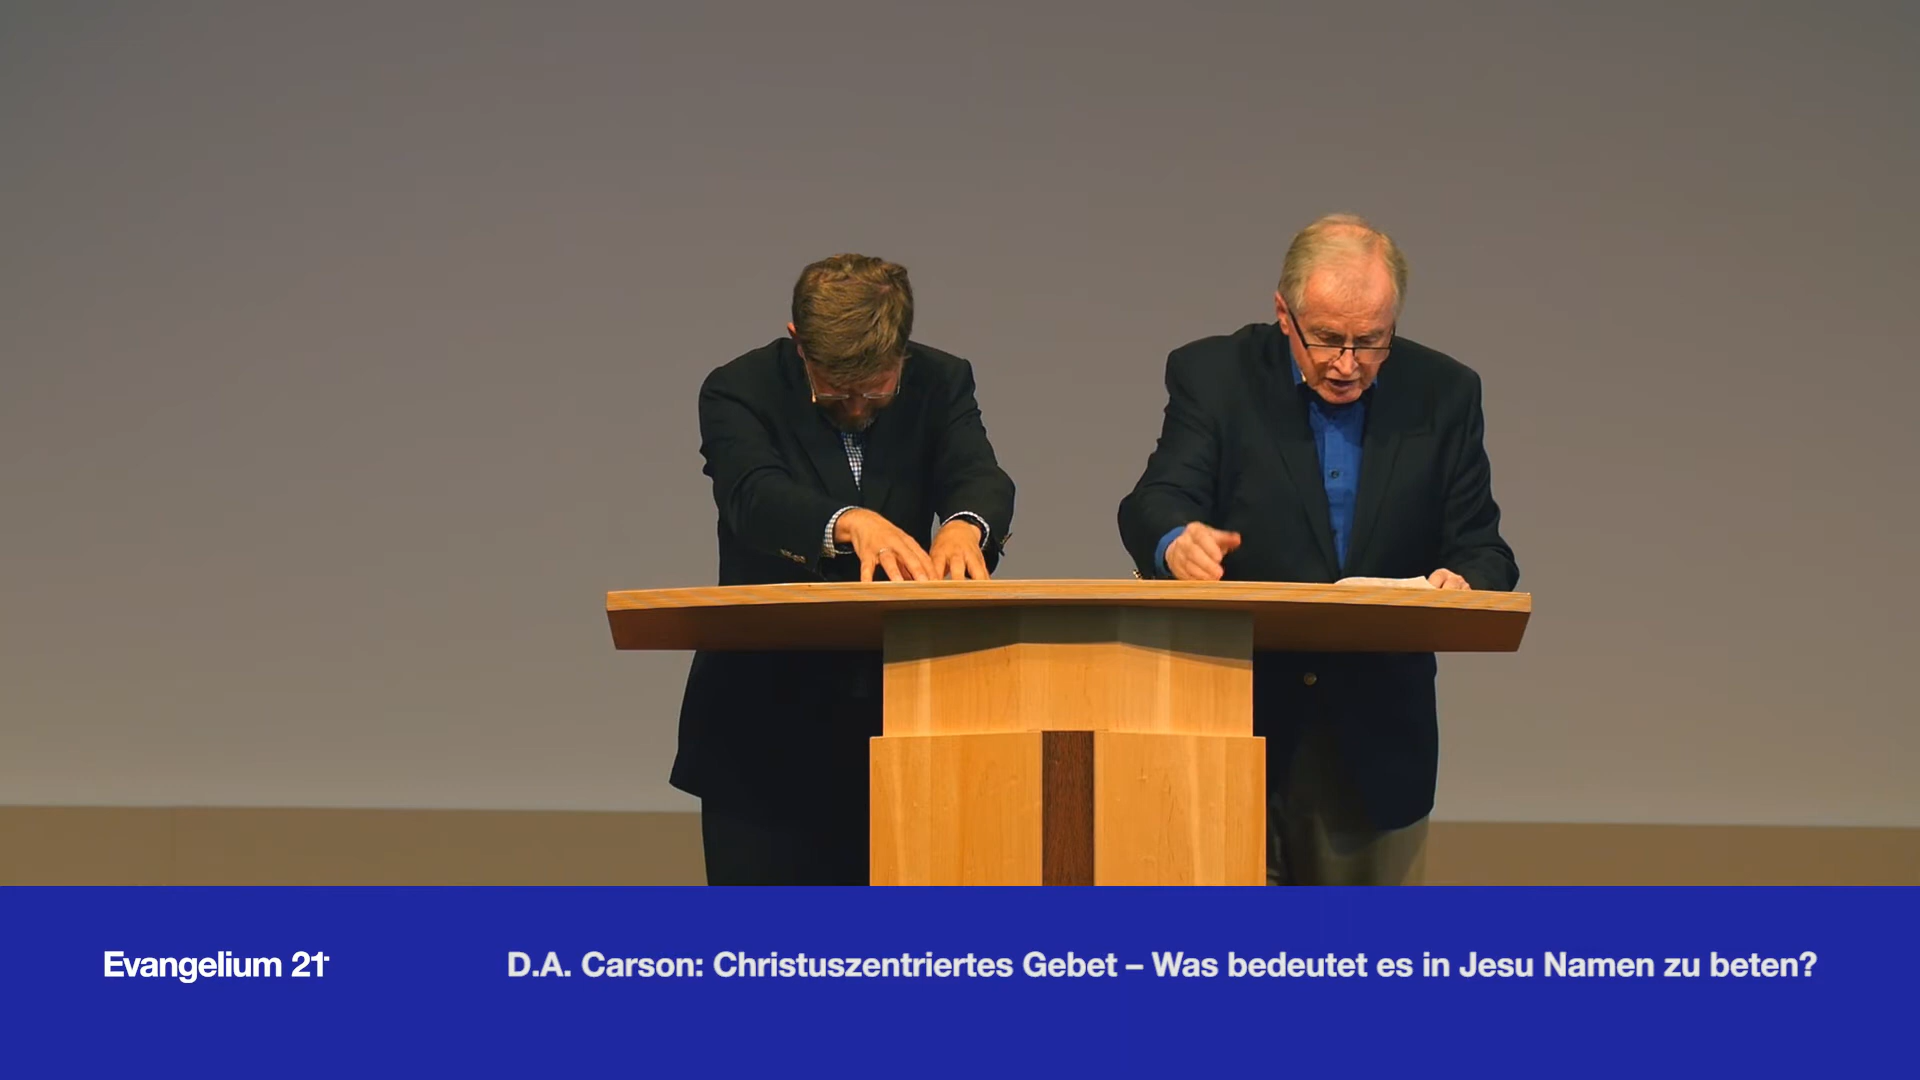 Evangelium 21
D.A. Carson: Christuszentriertes Gebet – Was bedeutet es in Jesu Namen zu beten?